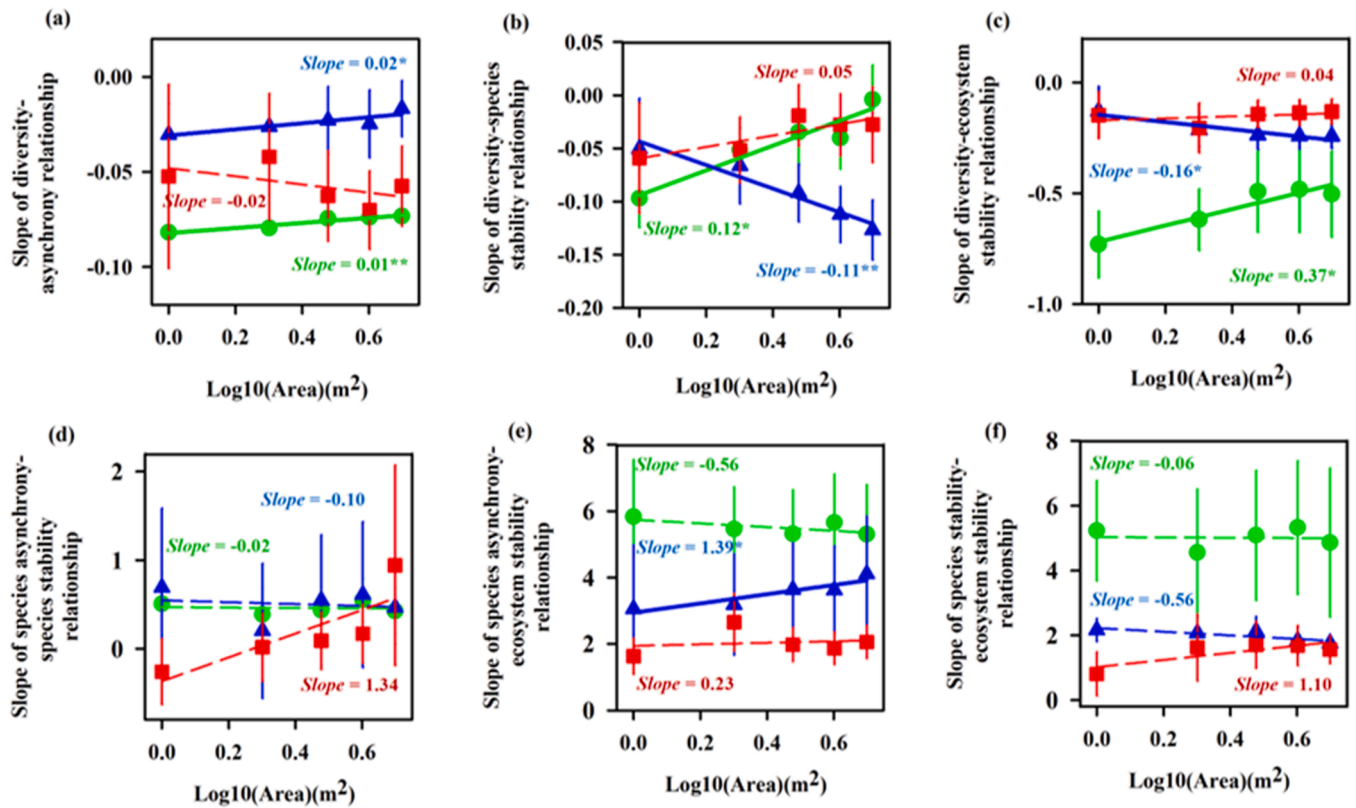 (a)
Slope of diversity-
asynchrony relationship
0.00
-0.05
-0.10
Slope = 0.02*
Slope = -0.02
Slope = 0.01**
0.0 0.2 0.4 0.6
Log10(Area)(m2)
(b)
Slope of diversity-species
stability relationship
0.05
0.00
-0.05
-0.10
-0.15
-0.20
Slope = 0.05
Slope = 0.12*
Slope = -0.11**
0.0 0.2 0.4 0.6
Log10(Area)(m2)
(c)
Slope of diversity-ecosystem
stability relationship
0.0
-0.5
-1.0
Slope = 0.04
Slope = -0.16*
Slope = 0.37*
0.0 0.2 0.4 0.6
Log10(Area)(m2)
(d)
Slope of species asynchrony-
species stability
relationship
2
1
0
Slope = -0.10
Slope = -0.02
Slope = 1.34
0.0 0.2 0.4 0.6
Log10(Area)(m2)
(e)
Slope of species asynchrony-
ecosystem stability
relationship
8
6
4
2
0
Slope = -0.56
Slope = 1.39*
Slope = 0.23
0.0 0.2 0.4 0.6
Log10(Area)(m2)
(f)
Slope of species stability-
ecosystem stability
relationship
8
6
4
2
0
Slope = -0.06
Slope = -0.56
Slope = 1.10
0.0 0.2 0.4 0.6
Log10(Area)(m2)